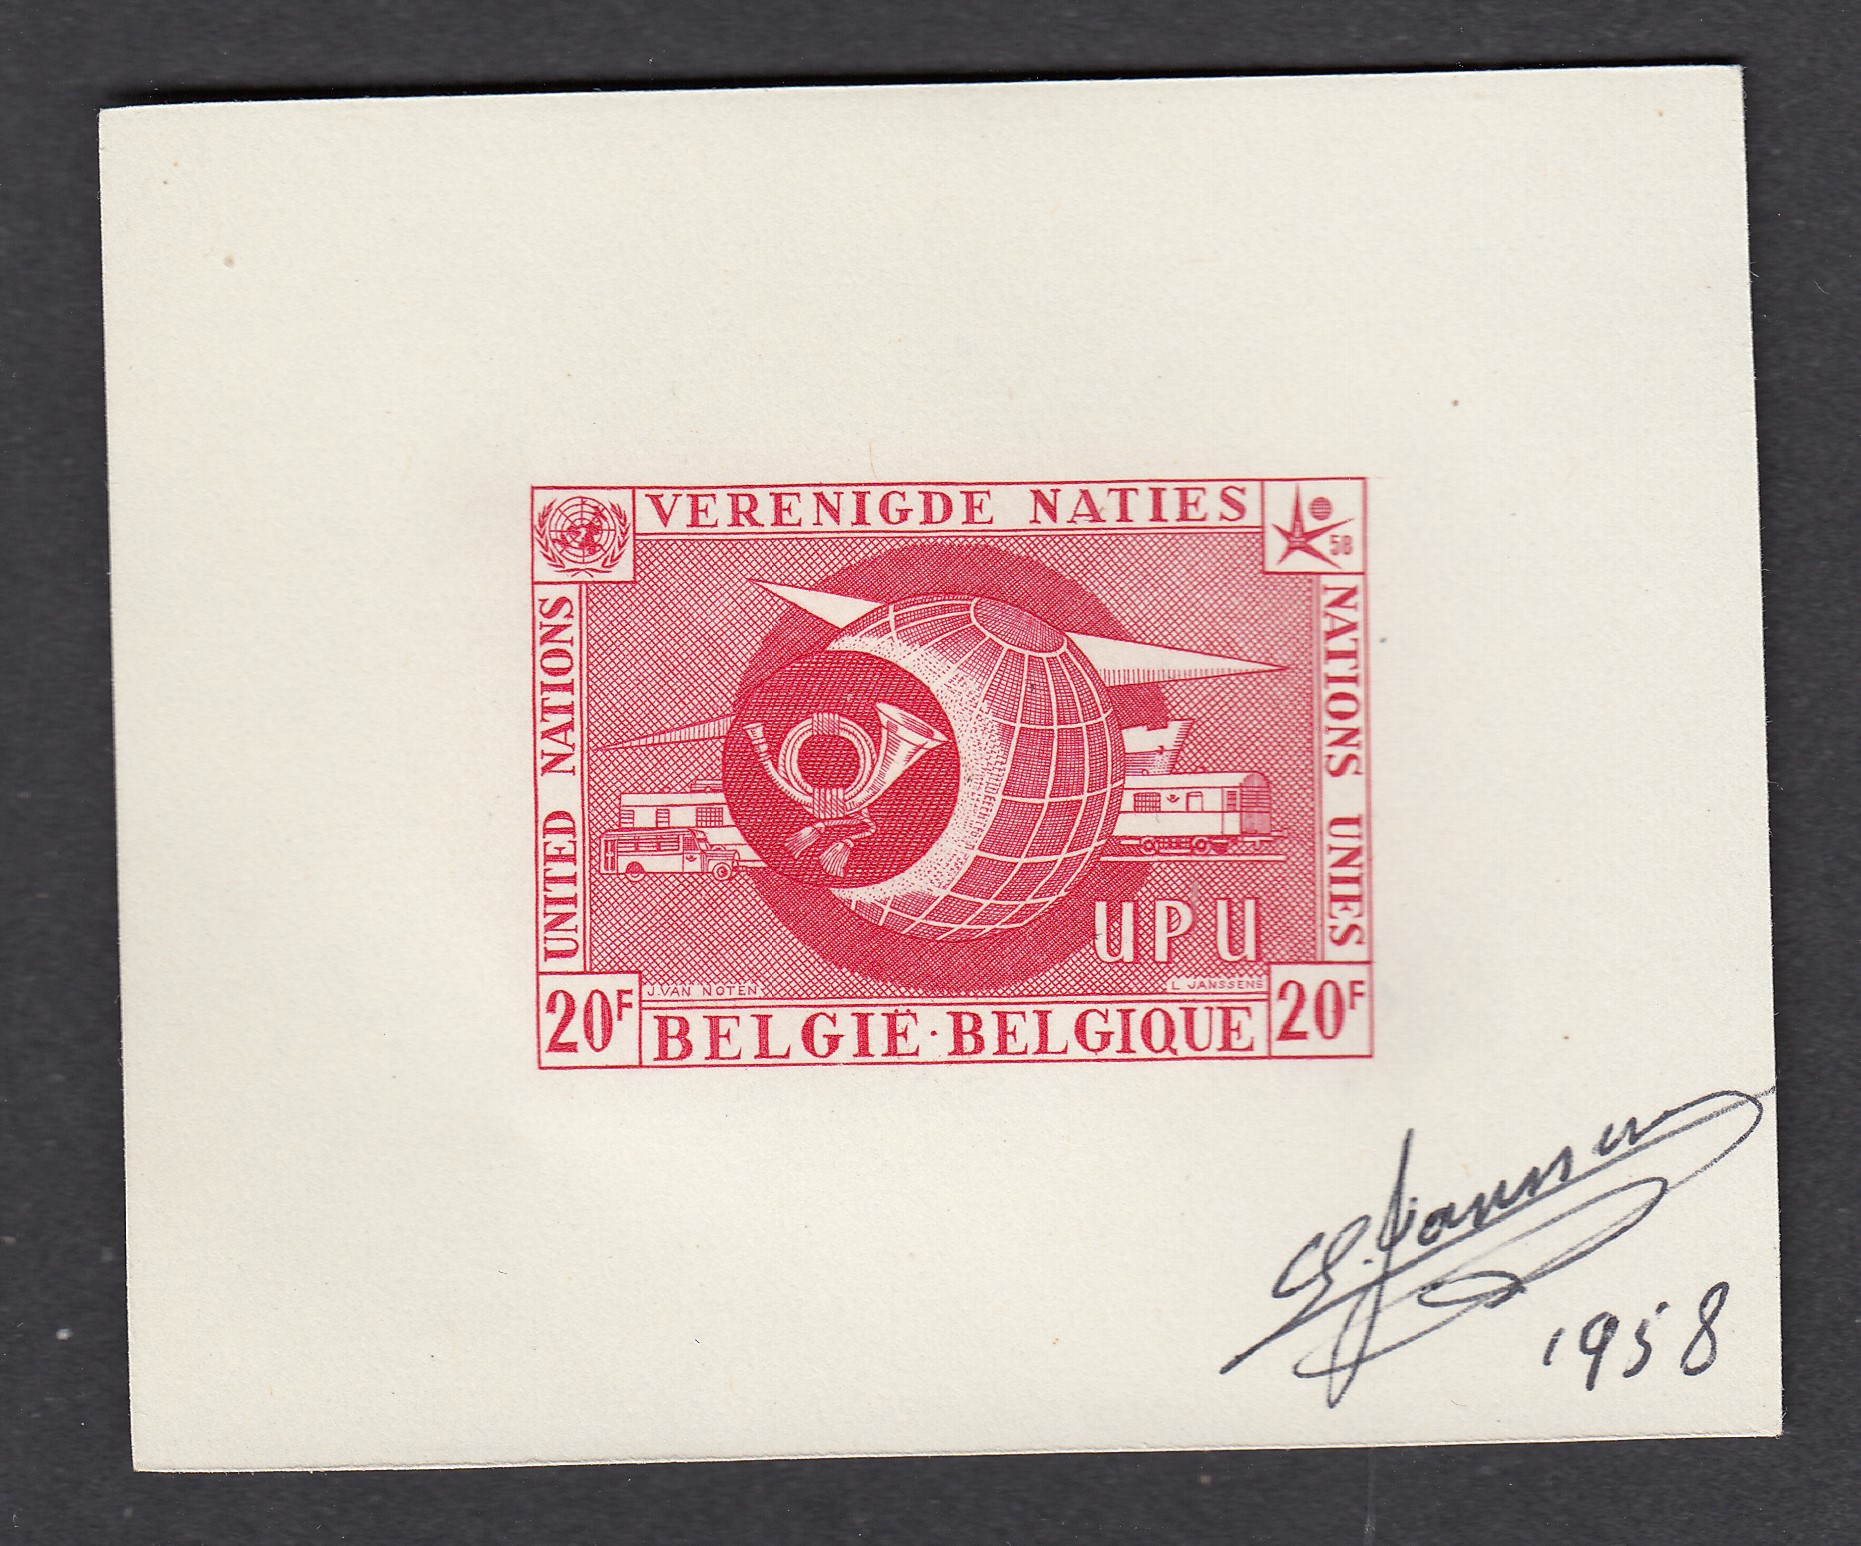 VERENIGDE NATIES
58
UNITED NATIONS
NATIONS UNIES
UPU
J. VAN NOTEN
L JANSSENS
20F
BELGIË · BELGIQUE
20F
1958